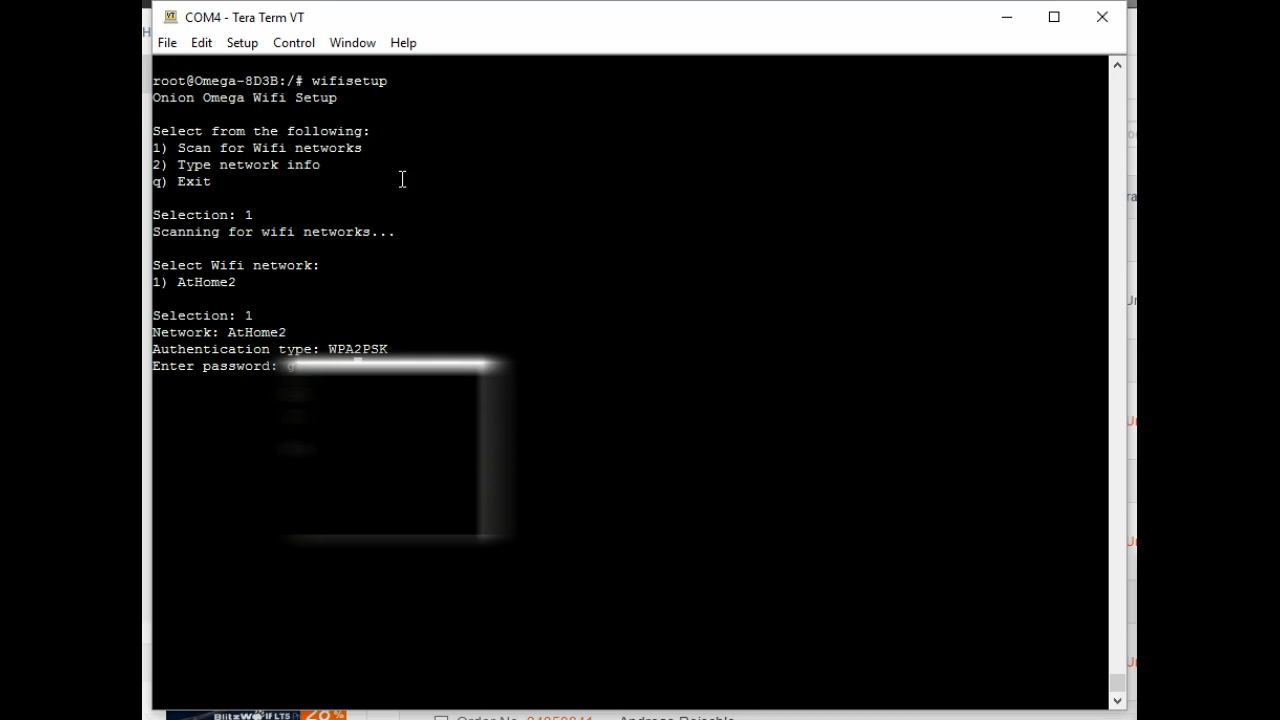 COM4 - Tera Term VT
File Edit Setup Control Window Help
root@Omega-8D3B:/# wifisetup
Onion Omega Wifi Setup
Select from the following:
1) Scan for Wifi networks
2) Type network info
q) Exit
Selection: 1
Scanning for wifi networks...
Select Wifi network:
1) AtHome2
Selection: 1
Network: AtHome2
Authentication type: WPA2PSK
Enter password: